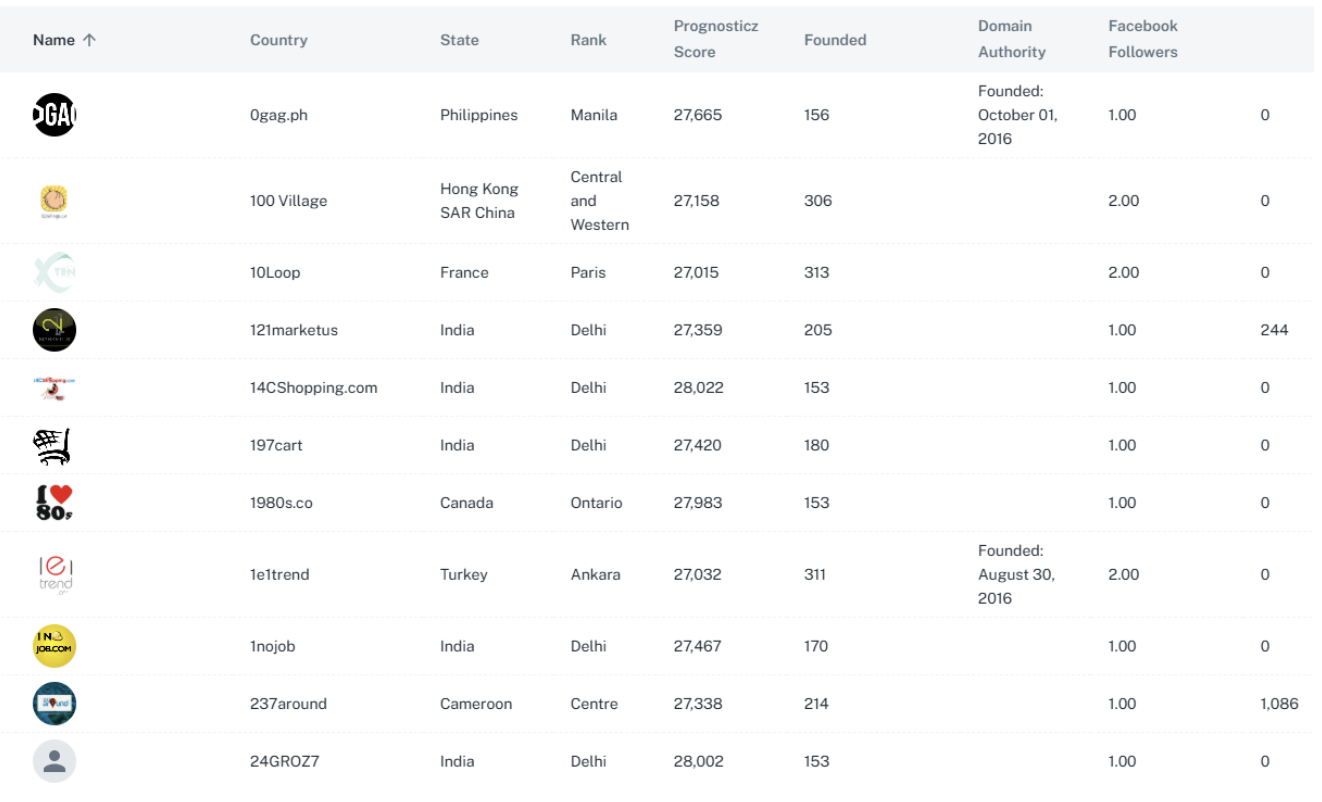 Name ↑ Country State Rank Prognosticz Score Founded Domain Authority Facebook Followers
0gag.ph Philippines Manila 27,665 156 Founded: October 01, 2016 1.00 0
100 Village Hong Kong SAR China Central and Western 27,158 306 2.00 0
10Loop France Paris 27,015 313 2.00 0
121marketus India Delhi 27,359 205 1.00 244
14CShopping.com India Delhi 28,022 153 1.00 0
197cart India Delhi 27,420 180 1.00 0
I 80s 1980s.co Canada Ontario 27,983 153 1.00 0
trend 1e1trend Turkey Ankara 27,032 311 Founded: August 30, 2016 2.00 0
JOB.COM 1nojob India Delhi 27,467 170 1.00 0
237around Cameroon Centre 27,338 214 1.00 1,086
24GROZ7 India Delhi 28,002 153 1.00 0